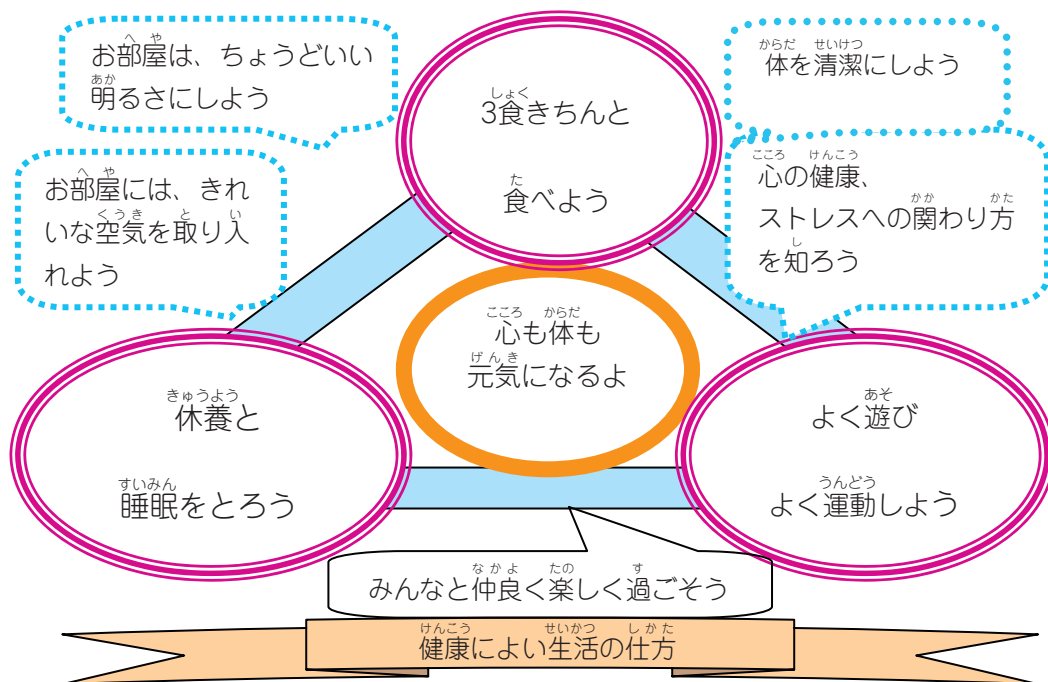 お部屋は、ちょうどいい
明るさにしよう
お部屋には、きれ
いな空気を取り入
れよう
3食きちんと
食べよう
体を清潔にしよう
心の健康、
ストレスへの関わり方
を知ろう
心も体も
元気になるよ
休養と
睡眠をとろう
よく遊び
よく運動しよう
みんなと仲良く楽しく過ごそう
健康によい生活の仕方